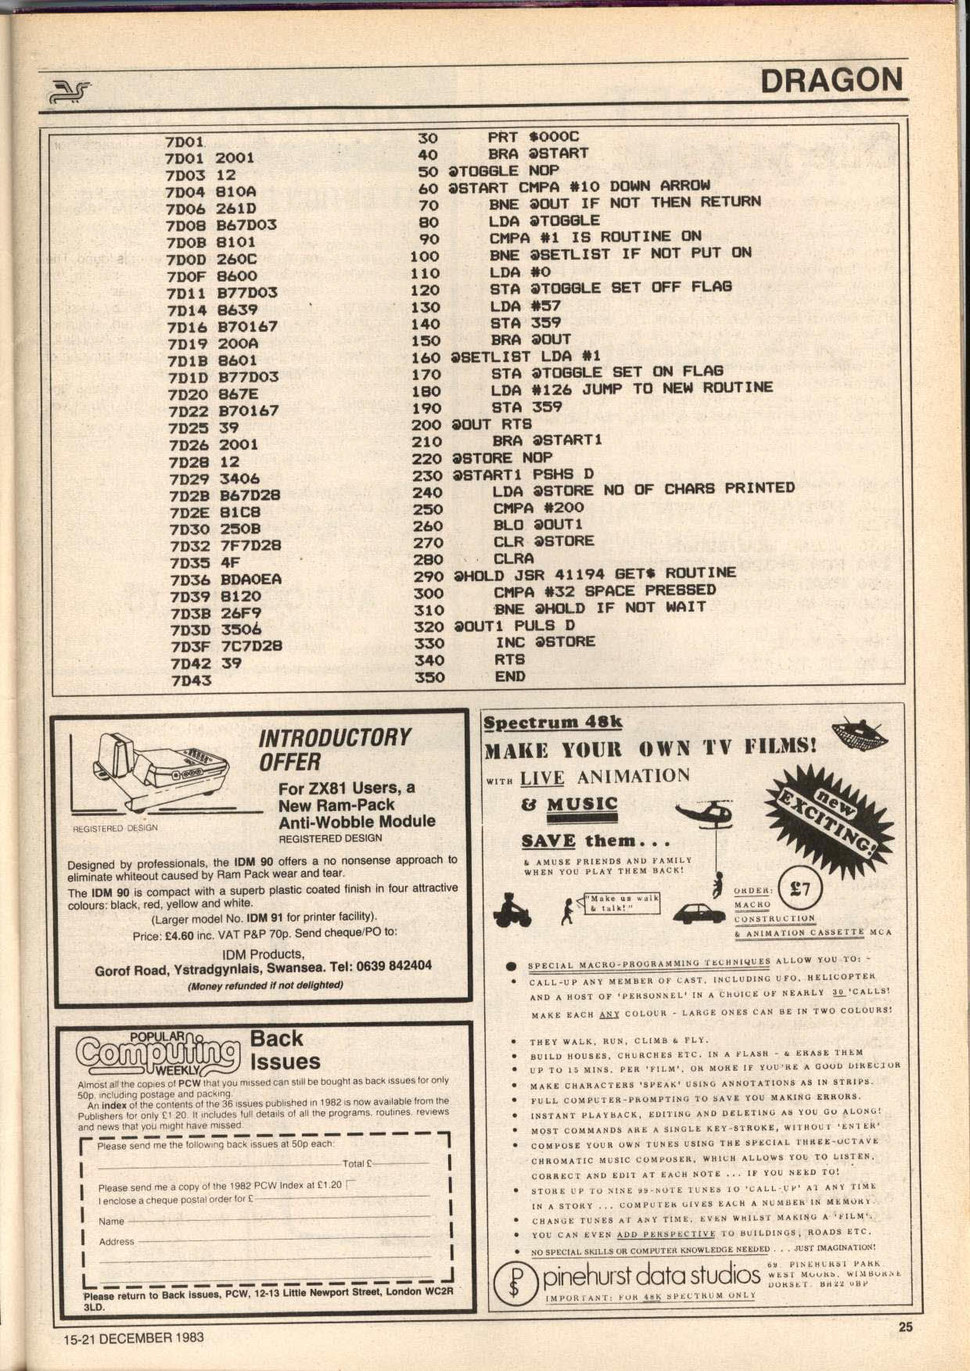 DRAGON
7D01 30 PRT $000C
7D01 2001 40 BRA @START
7D03 12 50 @TOGGLE NOP
7D04 810A 60 @START CMPA #10 DOWN ARROW
7D06 261D 70 BNE @OUT IF NOT THEN RETURN
7D08 B67D03 80 LDA @TOGGLE
7D0B 8101 90 CMPA #1 IS ROUTINE ON
7D0D 260C 100 BNE @SETLIST IF NOT PUT ON
7D0F 8600 110 LDA #0
7D11 B77D03 120 STA @TOGGLE SET OFF FLAG
7D14 8639 130 LDA #57
7D16 B70167 140 STA 359
7D19 200A 150 BRA @OUT
7D1B 8601 160 @SETLIST LDA #1
7D1D B77D03 170 STA @TOGGLE SET ON FLAG
7D20 867E 180 LDA #126 JUMP TO NEW ROUTINE
7D22 B70167 190 STA 359
7D25 39 200 @OUT RTS
7D26 2001 210 BRA @START1
7D28 12 220 @STORE NOP
7D29 3406 230 @START1 PSHS D
7D2B B67D28 240 LDA @STORE NO OF CHARS PRINTED
7D2E 81C8 250 CMPA #200
7D30 250B 260 BLO @OUT1
7D32 7F7D28 270 CLR @STORE
7D35 4F 280 CLRA
7D36 BDA0EA 290 @HOLD JSR 41194 GET$ ROUTINE
7D39 8120 300 CMPA #32 SPACE PRESSED
7D3B 26F9 310 BNE @HOLD IF NOT WAIT
7D3D 3506 320 @OUT1 PULS D
7D3F 7C7D28 330 INC @STORE
7D42 39 340 RTS
7D43 350 END
INTRODUCTORY
OFFER
For ZX81 Users, a
New Ram-Pack
Anti-Wobble Module
REGISTERED DESIGN
REGISTERED DESIGN
Designed by professionals, the IDM 90 offers a no nonsense approach to
eliminate whiteout caused by Ram Pack wear and tear.
The IDM 90 is compact with a superb plastic coated finish in four attractive
colours: black, red, yellow and white.
(Larger model No. IDM 91 for printer facility).
Price: £4.60 inc. VAT P&P 70p. Send cheque/PO to:
IDM Products,
Gorof Road, Ystradgynlais, Swansea. Tel: 0639 842404
(Money refunded if not delighted)
POPULAR
Computing
WEEKLY
Back
Issues
Almost all the copies of PCW that you missed can still be bought as back issues for only
50p, including postage and packing.
An index of the contents of the 36 issues published in 1982 is now available from the
Publishers for only £1.20. It includes full details of all the programs, routines, reviews
and news that you might have missed.
Please send me the following back issues at 50p each:
Total £
Please send me a copy of the 1982 PCW Index at £1.20
I enclose a cheque postal order for £
Name
Address
Please return to Back issues, PCW, 12-13 Little Newport Street, London WC2R
3LD.
Spectrum 48k
MAKE YOUR OWN TV FILMS!
WITH LIVE ANIMATION
& MUSIC
SAVE them...
& AMUSE FRIENDS AND FAMILY
WHEN YOU PLAY THEM BACK!
new
EXCITING!
"Make us walk
& talk!"
£7
ORDER:
MACRO
CONSTRUCTION
& ANIMATION CASSETTE MCA
• SPECIAL MACRO-PROGRAMMING TECHNIQUES ALLOW YOU TO: -
• CALL-UP ANY MEMBER OF CAST, INCLUDING UFO, HELICOPTER
AND A HOST OF 'PERSONNEL' IN A CHOICE OF NEARLY 30 'CALLS!
MAKE EACH ANY COLOUR - LARGE ONES CAN BE IN TWO COLOURS!
• THEY WALK, RUN, CLIMB & FLY.
• BUILD HOUSES, CHURCHES ETC. IN A FLASH - & ERASE THEM
• UP TO 15 MINS. PER 'FILM', OR MORE IF YOU'RE A GOOD DIRECTOR
• MAKE CHARACTERS 'SPEAK' USING ANNOTATIONS AS IN STRIPS.
• FULL COMPUTER-PROMPTING TO SAVE YOU MAKING ERRORS.
• INSTANT PLAYBACK, EDITING AND DELETING AS YOU GO ALONG!
• MOST COMMANDS ARE A SINGLE KEY-STROKE, WITHOUT 'ENTER'
• COMPOSE YOUR OWN TUNES USING THE SPECIAL THREE-OCTAVE
CHROMATIC MUSIC COMPOSER, WHICH ALLOWS YOU TO LISTEN,
CORRECT AND EDIT AT EACH NOTE ... IF YOU NEED TO!
• STORE UP TO NINE 99-NOTE TUNES TO 'CALL-UP' AT ANY TIME
IN A STORY ... COMPUTER GIVES EACH A NUMBER IN MEMORY.
• CHANGE TUNES AT ANY TIME, EVEN WHILST MAKING A 'FILM'.
• YOU CAN EVEN ADD PERSPECTIVE TO BUILDINGS, ROADS ETC.
• NO SPECIAL SKILLS OR COMPUTER KNOWLEDGE NEEDED ... JUST IMAGINATION!
pinehurst data studios
69, PINEHURST PARK
WEST MOORS, WIMBORNE
DORSET. BH22 0BP
IMPORTANT: FOR 48K SPECTRUM ONLY
15-21 DECEMBER 1983
25